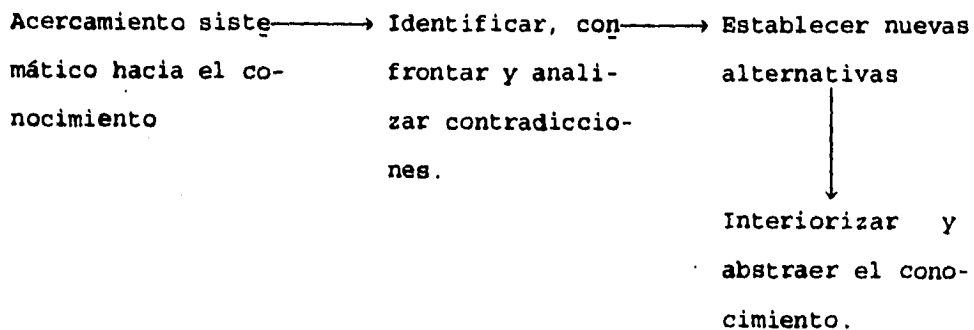 Acercamiento siste
mático hacia el co-
nocimiento
Identificar, con
frontar y anali-
zar contradiccio-
nes.
Establecer nuevas
alternativas
Interiorizar y
abstraer el cono-
cimiento.